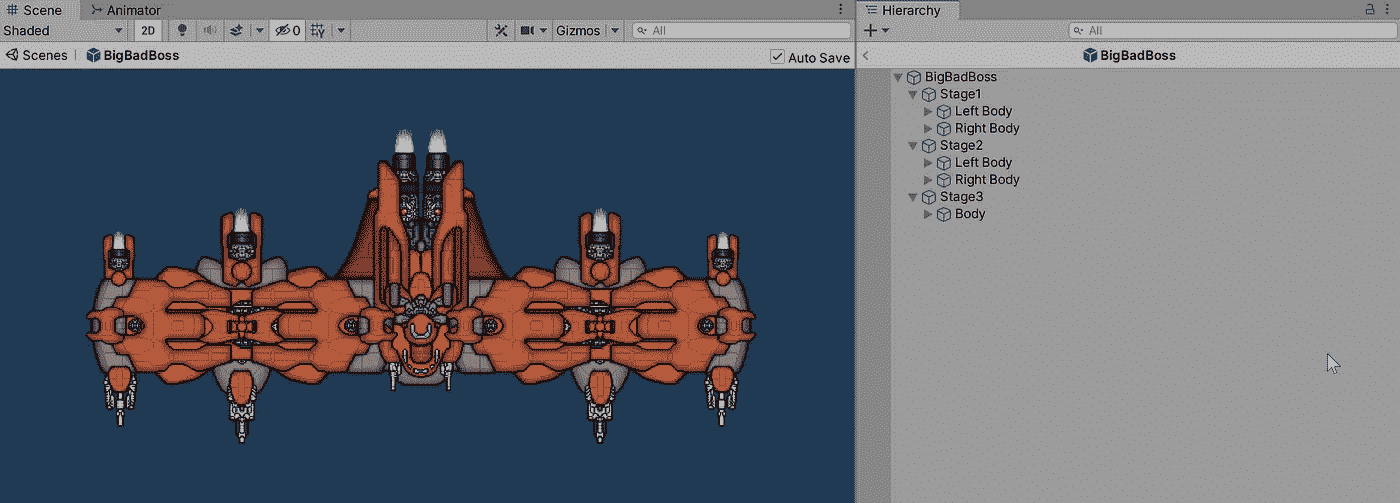 Scene Animator
Shaded 2D 0 Gizmos All
Scenes BigBadBoss Auto Save
Hierarchy
All
BigBadBoss
BigBadBoss
Stage1
Left Body
Right Body
Stage2
Left Body
Right Body
Stage3
Body